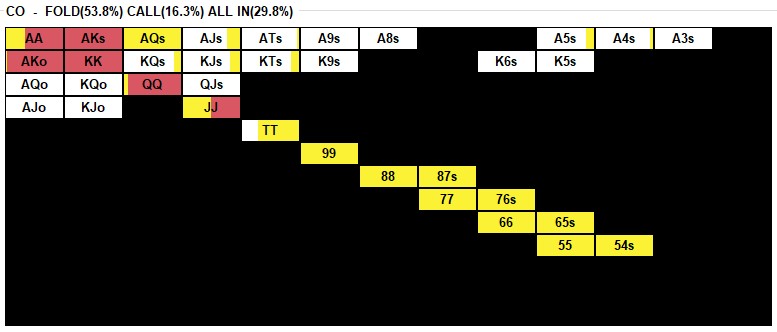 CO - FOLD(53.8%) CALL(16.3%) ALL IN(29.8%)
AA AKs AQs AJs ATs A9s A8s A5s A4s A3s
AKo KK KQs KJs KTs K9s K6s K5s
AQo KQo QQ QJs
AJo KJo JJ
TT
99
88 87s
77 76s
66 65s
55 54s